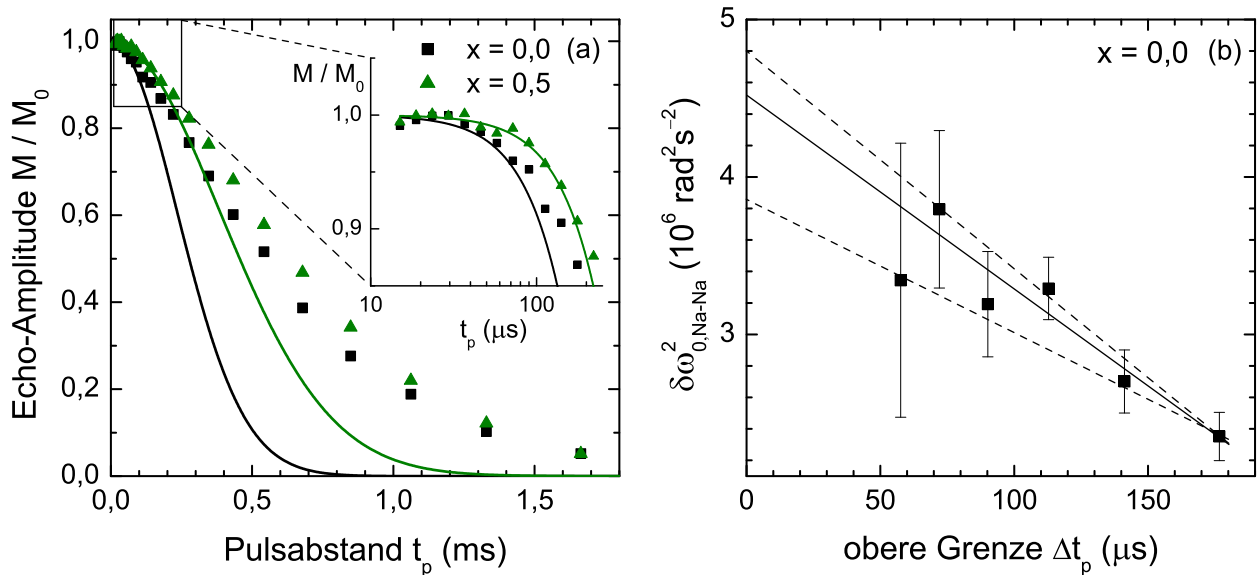 x = 0,0 (a)
x = 0,5
M / M₀
1,0
0,9
10
100
tₚ (μs)
1,0
0,8
0,6
0,4
0,2
0,0
Echo-Amplitude M / M₀
0,0
0,5
1,0
1,5
Pulsabstand tₚ (ms)
x = 0,0 (b)
5
4
3
δω²₀,Na-Na (10⁶ rad²s⁻²)
0
50
100
150
obere Grenze Δtₚ (μs)